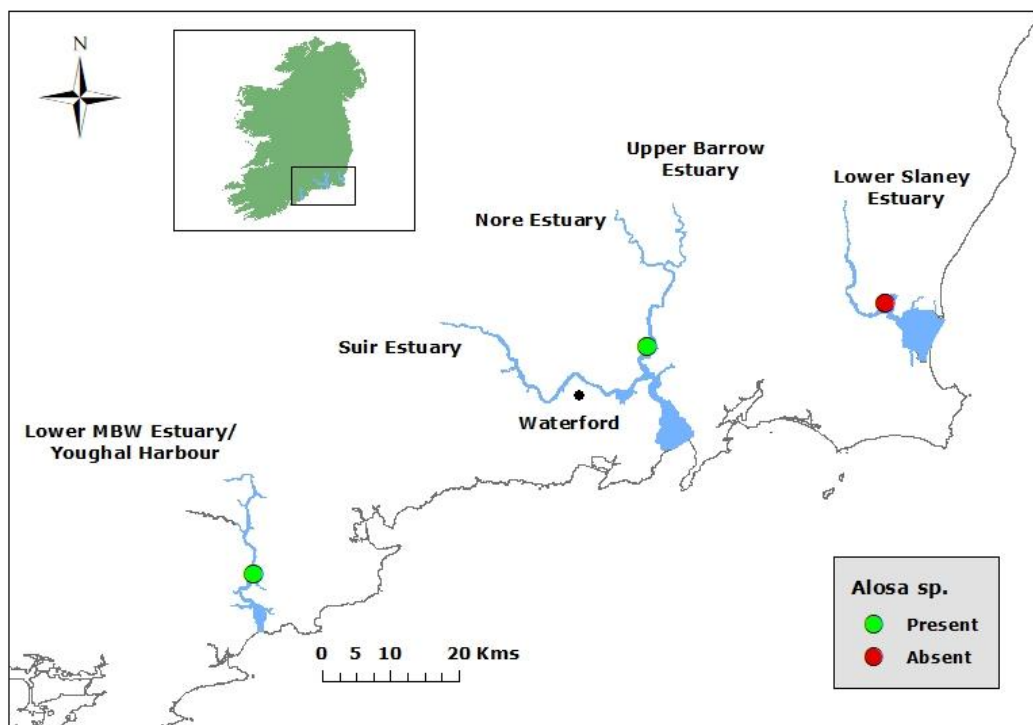 N
Upper Barrow
Estuary
Lower Slaney
Estuary
Nore Estuary
Suir Estuary
Waterford
Lower MBW Estuary/
Youghal Harbour
0 5 10 20 Kms
Alosa sp.
Present
Absent